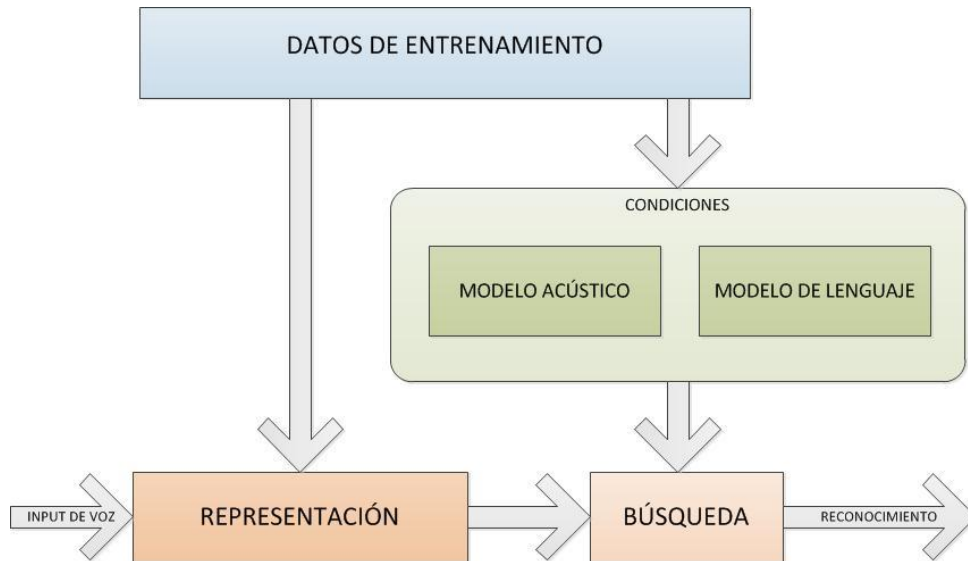 DATOS DE ENTRENAMIENTO
CONDICIONES
MODELO ACÚSTICO
MODELO DE LENGUAJE
INPUT DE VOZ
REPRESENTACIÓN
BÚSQUEDA
RECONOCIMIENTO